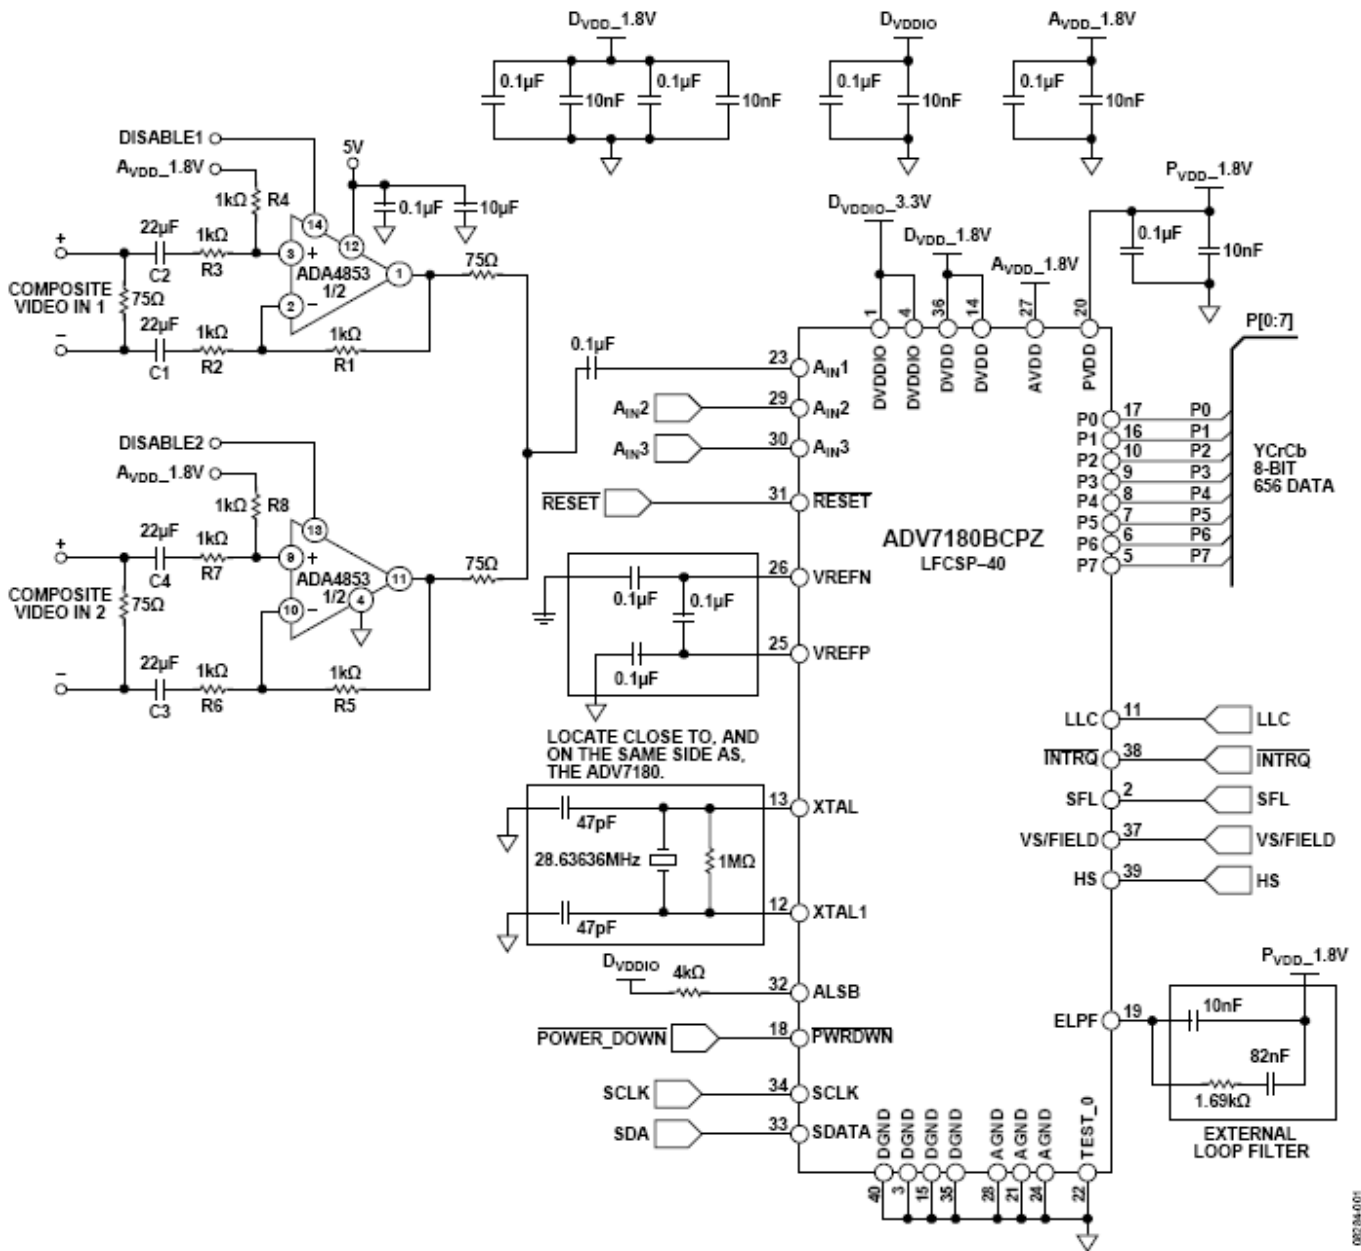 DVDD_1.8V
0.1µF
10nF
0.1µF
10nF
DVDDIO
0.1µF
10nF
AVDD_1.8V
0.1µF
10nF
DISABLE1
AVDD_1.8V
1kΩ R4
5V
0.1µF
10µF
14
12
+
COMPOSITE
VIDEO IN 1
−
75Ω
22µF
C2
1kΩ
R3
3 +
ADA4853
1/2
1
2 −
22µF
C1
1kΩ
R2
1kΩ
R1
75Ω
0.1µF
DISABLE2
AVDD_1.8V
1kΩ R8
13
+
COMPOSITE
VIDEO IN 2
−
75Ω
22µF
C4
1kΩ
R7
9 +
ADA4853
1/2
11
4
10 −
22µF
C3
1kΩ
R6
1kΩ
R5
75Ω
DVDDIO_3.3V
DVDD_1.8V
AVDD_1.8V
PVDD_1.8V
0.1µF
10nF
1 DVDDIO
4 DVDDIO
36 DVDD
14 DVDD
27 AVDD
20 PVDD
ADV7180BCPZ
LFCSP–40
23 AIN1
AIN2 29 AIN2
AIN3 30 AIN3
RESET 31 RESET
26 VREFN
0.1µF
0.1µF
25 VREFP
0.1µF
LOCATE CLOSE TO, AND
ON THE SAME SIDE AS,
THE ADV7180.
13 XTAL
47pF
28.63636MHz
1MΩ
12 XTAL1
47pF
DVDDIO
4kΩ
32 ALSB
POWER_DOWN 18 PWRDWN
SCLK 34 SCLK
SDA 33 SDATA
P[0:7]
P0 17 P0
P1 16 P1
P2 10 P2
P3 9 P3
P4 8 P4
P5 7 P5
P6 6 P6
P7 5 P7
YCrCb
8-BIT
656 DATA
LLC 11 LLC
INTRQ 38 INTRQ
SFL 2 SFL
VS/FIELD 37 VS/FIELD
HS 39 HS
PVDD_1.8V
ELPF 19
10nF
82nF
1.69kΩ
EXTERNAL
LOOP FILTER
DGND 40
DGND 3
DGND 15
DGND 35
AGND 28
AGND 21
AGND 24
TEST_0 22